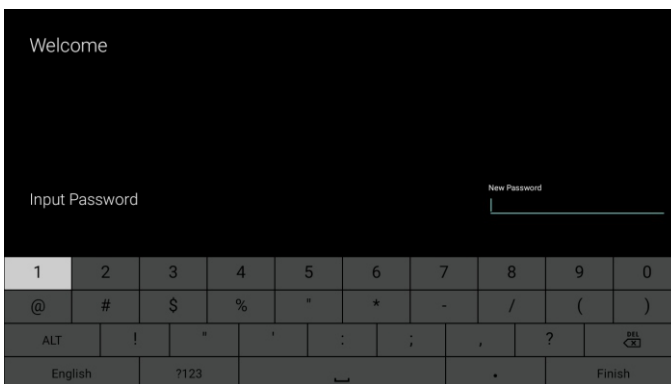 Welcome
New Password
Input Password
1 2 3 4 5 6 7 8 9 0
@ # $ % " * - / ( )
ALT ! " ' : ; , ? DEL
English ?123 . Finish